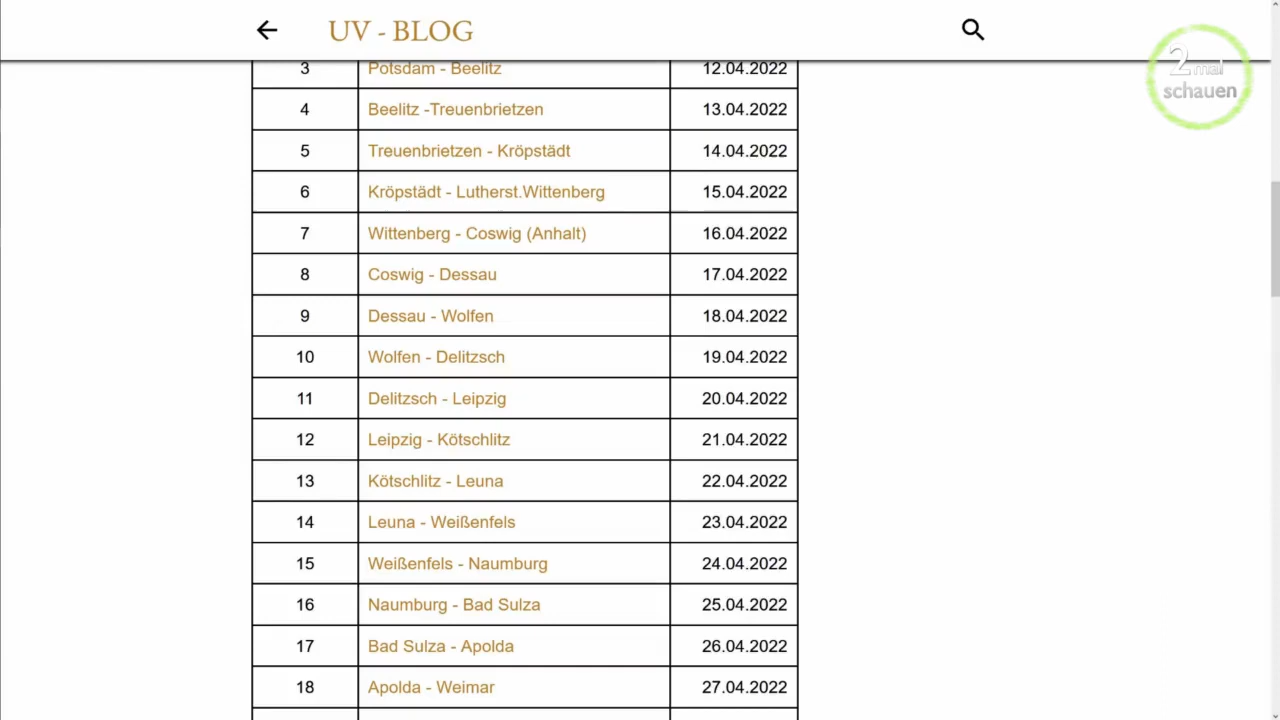 UV - BLOG
2mal
schauen
3 Potsdam - Beelitz 12.04.2022
4 Beelitz -Treuenbrietzen 13.04.2022
5 Treuenbrietzen - Kröpstädt 14.04.2022
6 Kröpstädt - Lutherst.Wittenberg 15.04.2022
7 Wittenberg - Coswig (Anhalt) 16.04.2022
8 Coswig - Dessau 17.04.2022
9 Dessau - Wolfen 18.04.2022
10 Wolfen - Delitzsch 19.04.2022
11 Delitzsch - Leipzig 20.04.2022
12 Leipzig - Kötschlitz 21.04.2022
13 Kötschlitz - Leuna 22.04.2022
14 Leuna - Weißenfels 23.04.2022
15 Weißenfels - Naumburg 24.04.2022
16 Naumburg - Bad Sulza 25.04.2022
17 Bad Sulza - Apolda 26.04.2022
18 Apolda - Weimar 27.04.2022